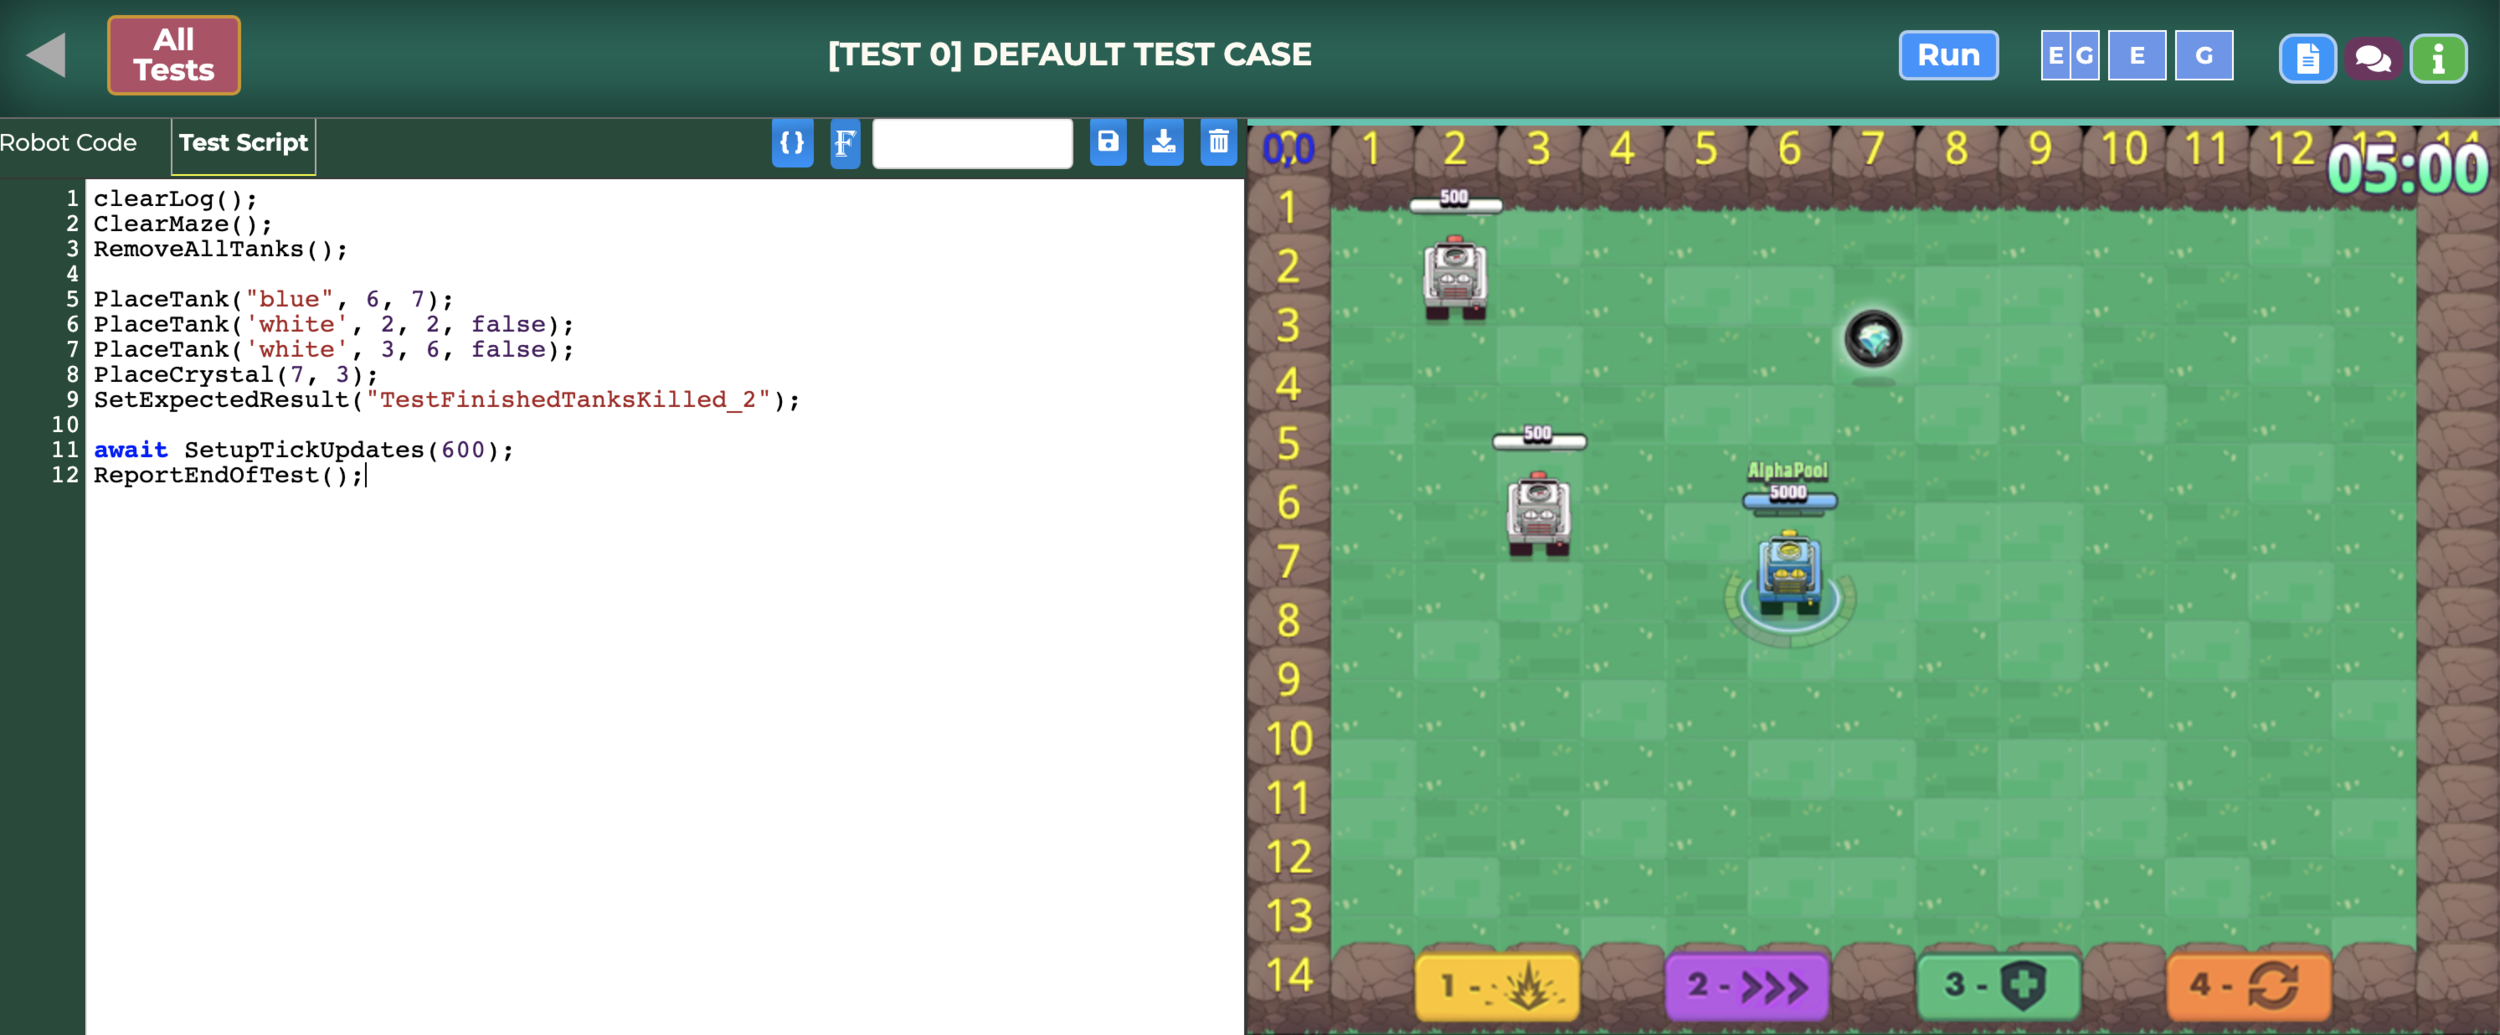 All
Tests
[TEST 0] DEFAULT TEST CASE
Run
E G
E
G
Robot Code
Test Script
{}
F
1 clearLog();
2 ClearMaze();
3 RemoveAllTanks();
4
5 PlaceTank("blue", 6, 7);
6 PlaceTank('white', 2, 2, false);
7 PlaceTank('white', 3, 6, false);
8 PlaceCrystal(7, 3);
9 SetExpectedResult("TestFinishedTanksKilled_2");
10
11 await SetupTickUpdates(600);
12 ReportEndOfTest();
0,0 1 2 3 4 5 6 7 8 9 10 11 12 13 14
05:00
1
500
2
3
4
5
500
AlphaPool
5000
6
7
8
9
10
11
12
13
14
1 -
2 - >>>
3 -
4 -